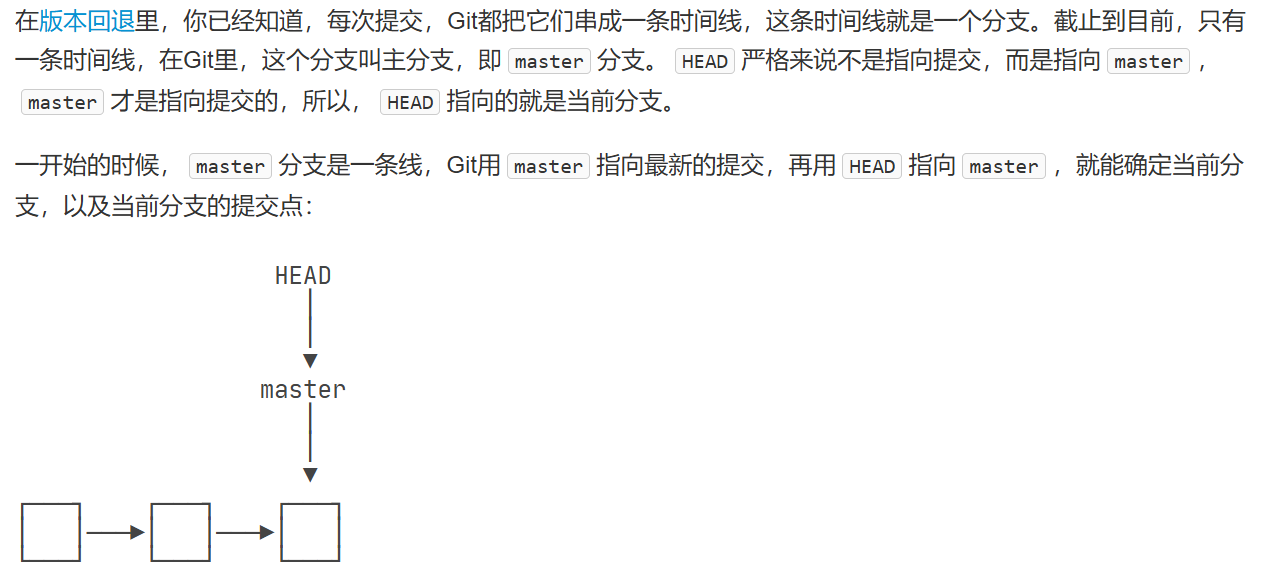 在版本回退里，你已经知道，每次提交，Git都把它们串成一条时间线，这条时间线就是一个分支。截止到目前，只有
一条时间线，在Git里，这个分支叫主分支，即 master 分支。 HEAD 严格来说不是指向提交，而是指向 master ，
master 才是指向提交的，所以， HEAD 指向的就是当前分支。
一开始的时候， master 分支是一条线，Git用 master 指向最新的提交，再用 HEAD 指向 master ，就能确定当前分
支，以及当前分支的提交点：
HEAD
master